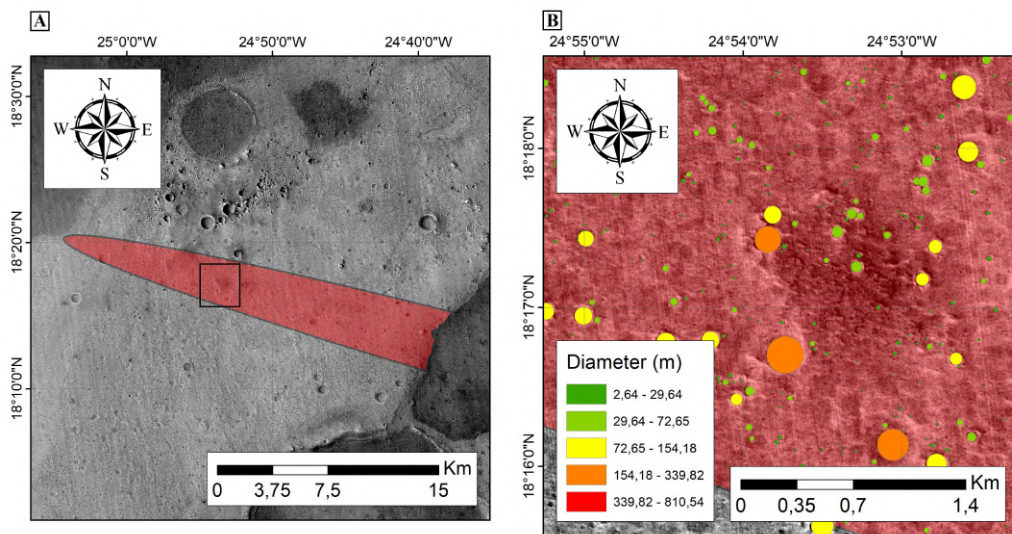 A
25°0'0"W 24°50'0"W 24°40'0"W
18°30'0"N
18°20'0"N
18°10'0"N
N
W E
S
Km
0 3,75 7,5 15
B
24°55'0"W 24°54'0"W 24°53'0"W
18°18'0"N
18°17'0"N
18°16'0"N
N
W E
S
Diameter (m)
2,64 - 29,64
29,64 - 72,65
72,65 - 154,18
154,18 - 339,82
339,82 - 810,54
Km
0 0,35 0,7 1,4